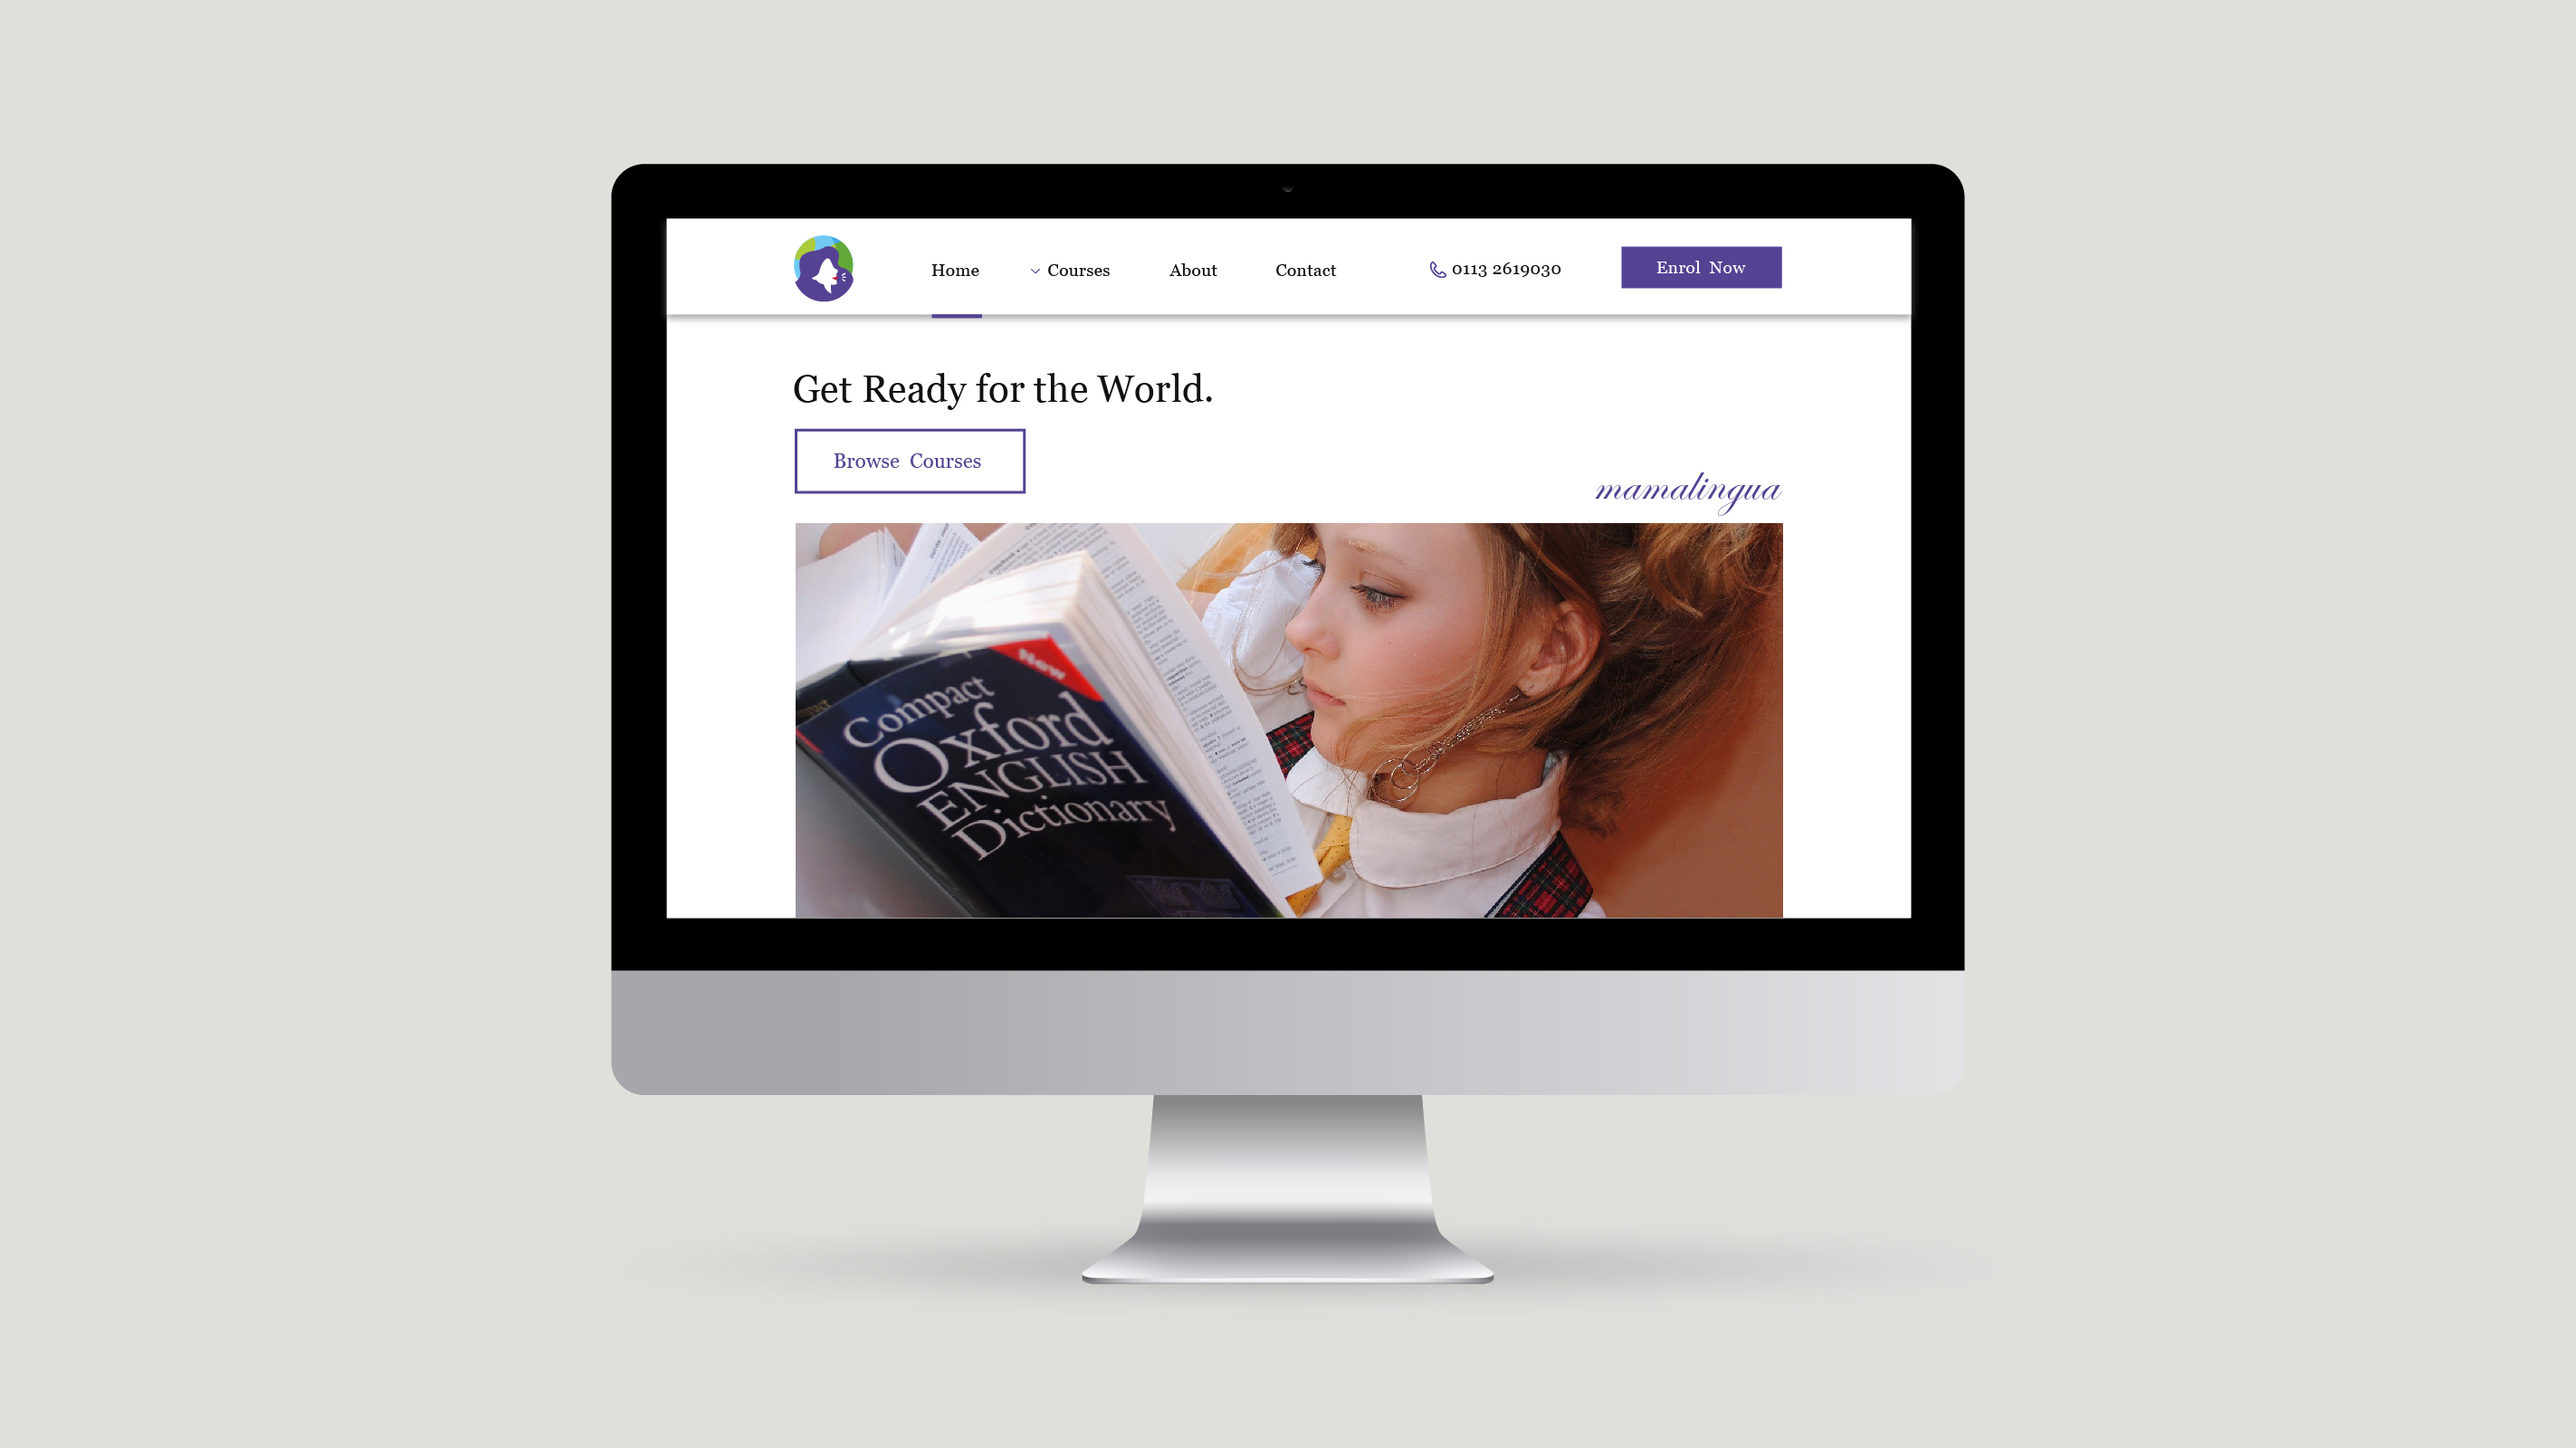 Home Courses About Contact 0113 2619030 Enrol Now
Get Ready for the World.
Browse Courses
mamalingua
New
Compact
Oxford
ENGLISH
Dictionary